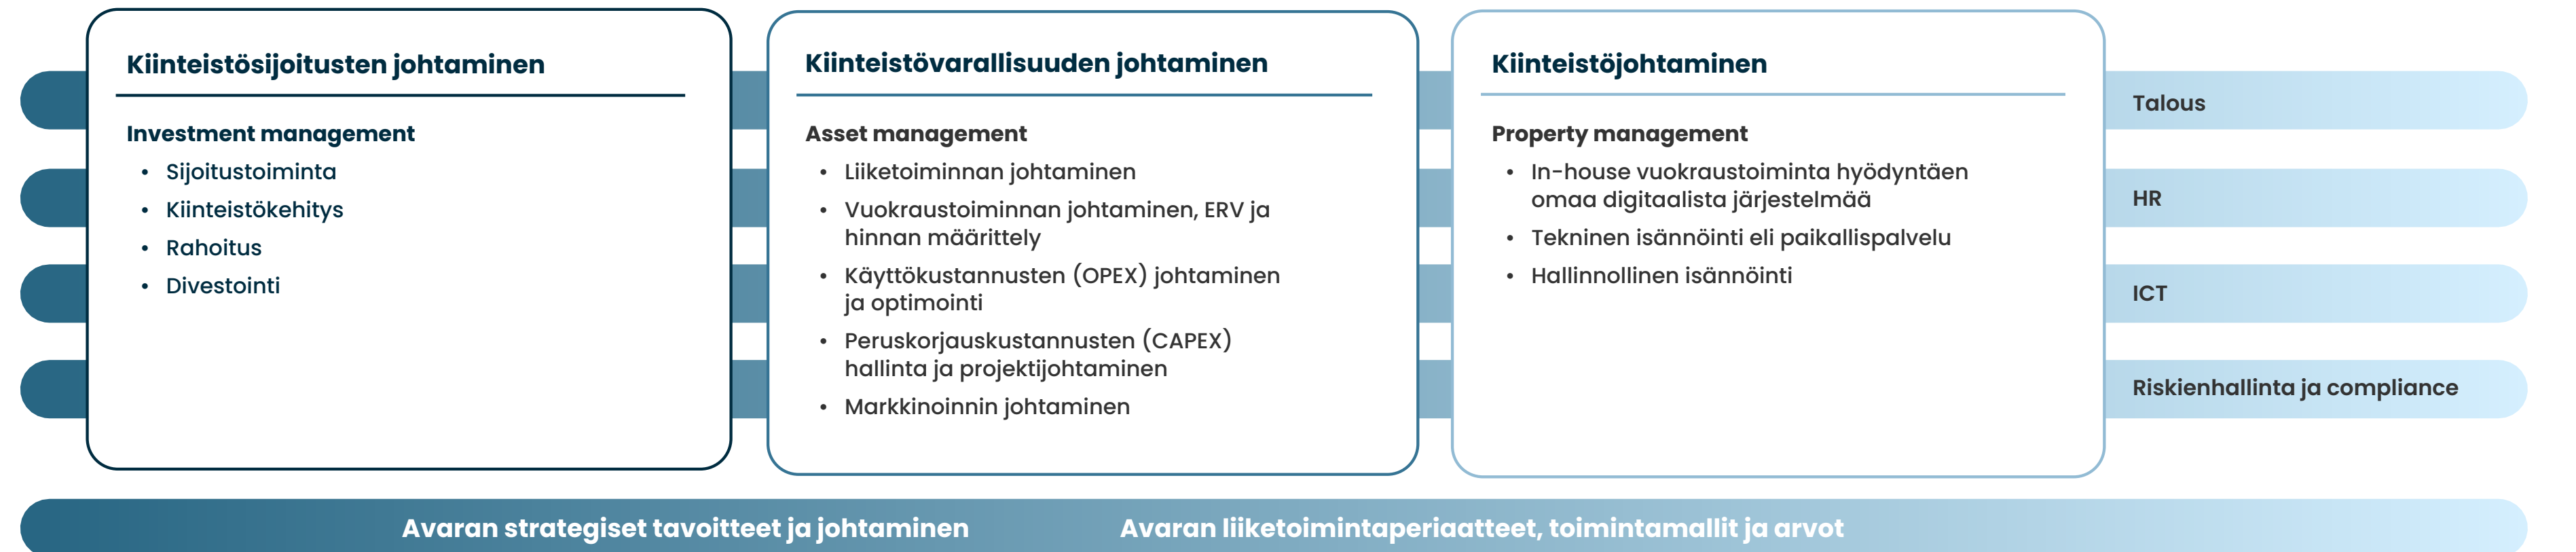 Kiinteistösijoitusten johtaminen
Investment management
• Sijoitustoiminta
• Kiinteistökehitys
• Rahoitus
• Divestointi
Kiinteistövarallisuuden johtaminen
Asset management
• Liiketoiminnan johtaminen
• Vuokraustoiminnan johtaminen, ERV ja
hinnan määrittely
• Käyttökustannusten (OPEX) johtaminen
ja optimointi
• Peruskorjauskustannusten (CAPEX)
hallinta ja projektijohtaminen
• Markkinoinnin johtaminen
Kiinteistöjohtaminen
Property management
• In-house vuokraustoiminta hyödyntäen
omaa digitaalista järjestelmää
• Tekninen isännöinti eli paikallispalvelu
• Hallinnollinen isännöinti
Talous
HR
ICT
Riskienhallinta ja compliance
Avaran strategiset tavoitteet ja johtaminen
Avaran liiketoimintaperiaatteet, toimintamallit ja arvot